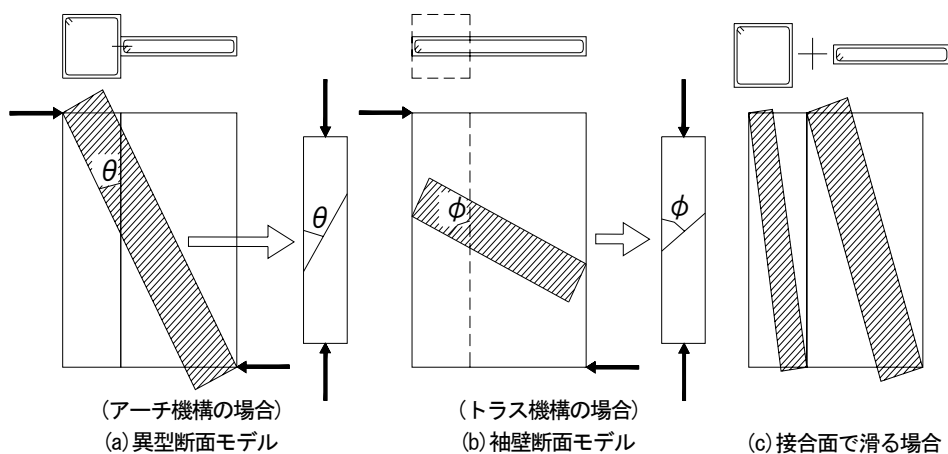 θ
θ
φ
φ
(アーチ機構の場合)
(a)異型断面モデル
(トラス機構の場合)
(b)袖壁断面モデル
(c)接合面で滑る場合